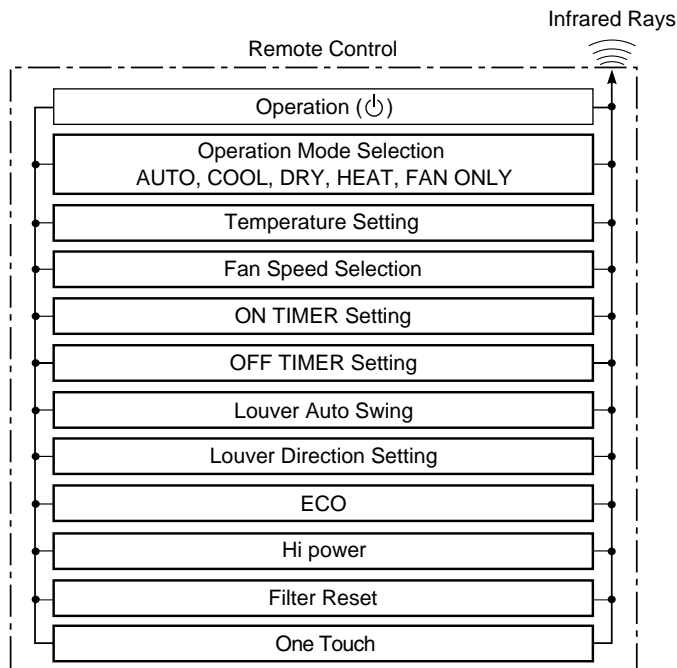 Infrared Rays
Remote Control
Operation (⏻)
Operation Mode Selection
AUTO, COOL, DRY, HEAT, FAN ONLY
Temperature Setting
Fan Speed Selection
ON TIMER Setting
OFF TIMER Setting
Louver Auto Swing
Louver Direction Setting
ECO
Hi power
Filter Reset
One Touch